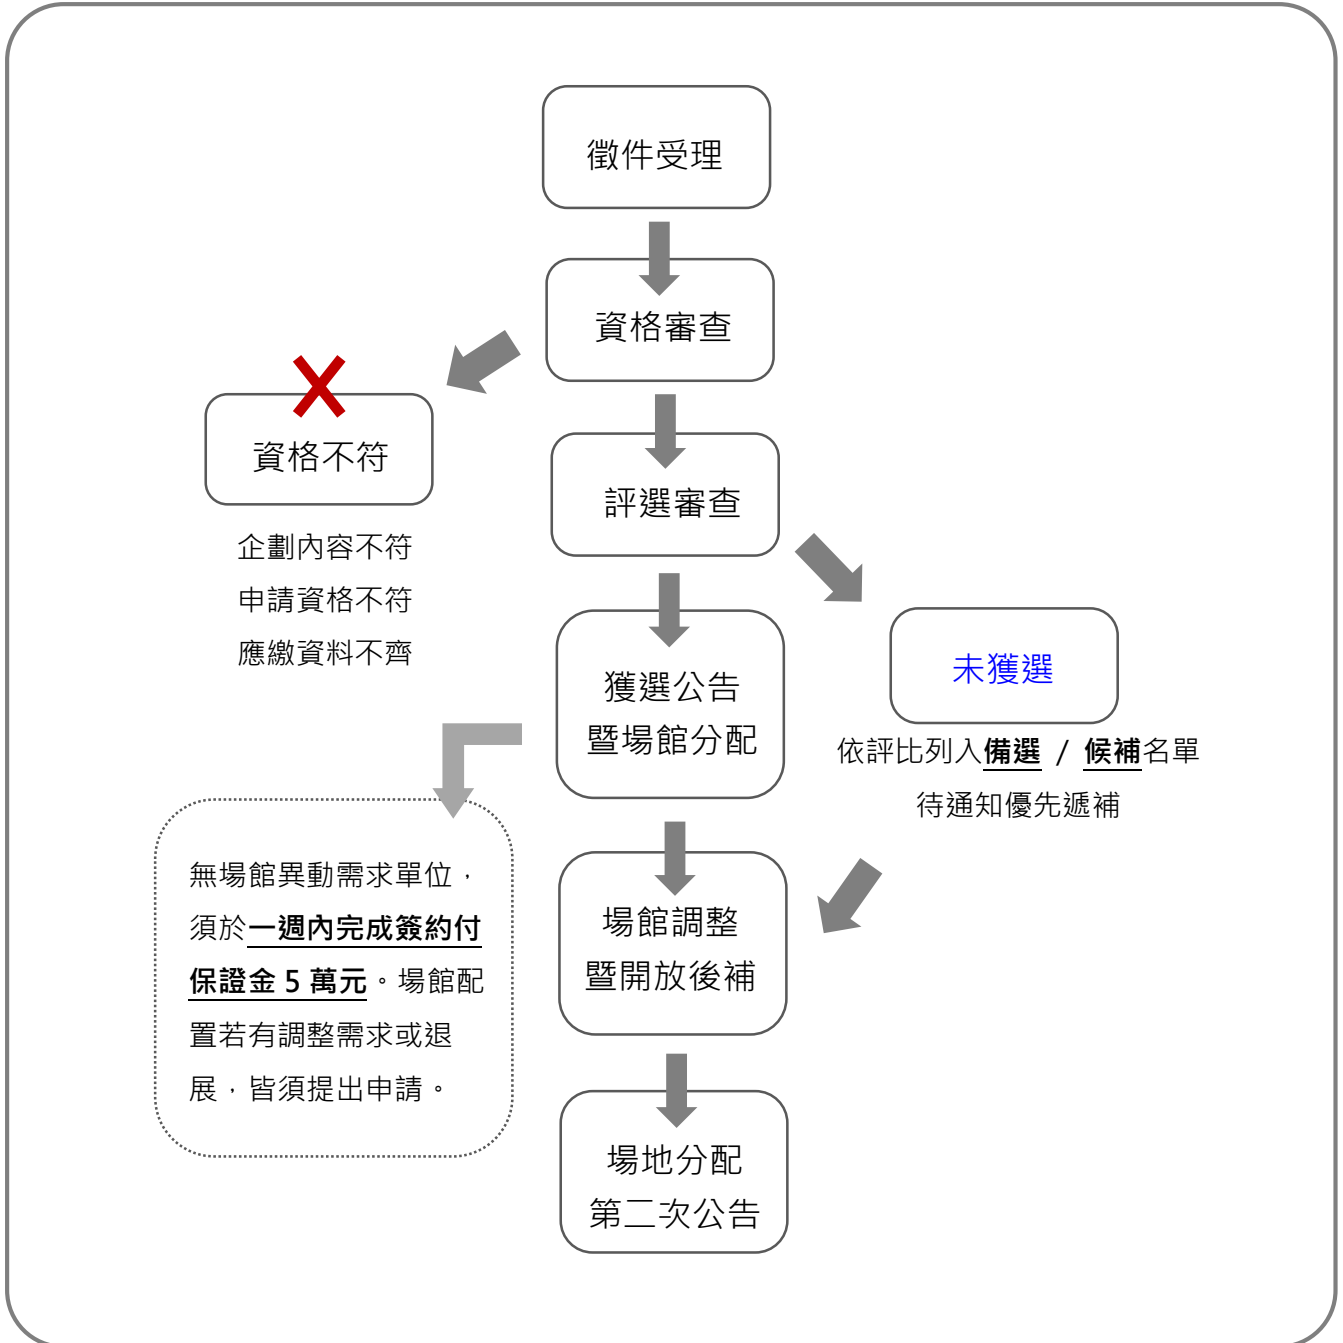 徵件受理
資格審查
資格不符
企劃內容不符
申請資格不符
應繳資料不齊
評選審查
未獲選
依評比列入備選 / 候補名單
待通知優先遞補
獲選公告
暨場館分配
無場館異動需求單位，
須於一週內完成簽約付
保證金 5 萬元。場館配
置若有調整需求或退
展，皆須提出申請。
場館調整
暨開放後補
場地分配
第二次公告